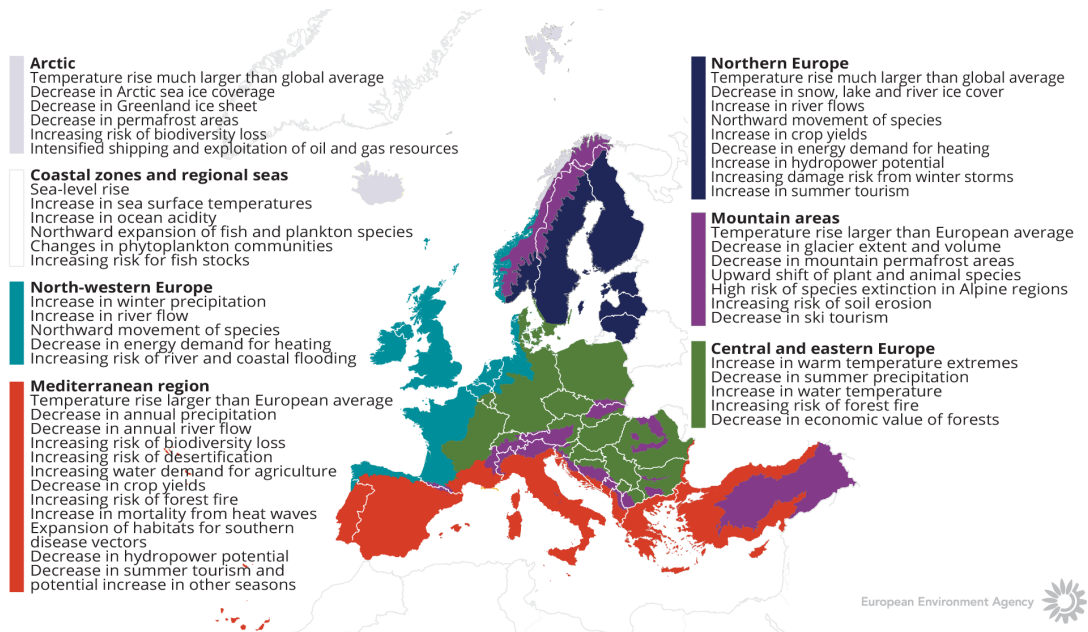 Arctic
Temperature rise much larger than global average
Decrease in Arctic sea ice coverage
Decrease in Greenland ice sheet
Decrease in permafrost areas
Increasing risk of biodiversity loss
Intensified shipping and exploitation of oil and gas resources
Coastal zones and regional seas
Sea-level rise
Increase in sea surface temperatures
Increase in ocean acidity
Northward expansion of fish and plankton species
Changes in phytoplankton communities
Increasing risk for fish stocks
North-western Europe
Increase in winter precipitation
Increase in river flow
Northward movement of species
Decrease in energy demand for heating
Increasing risk of river and coastal flooding
Mediterranean region
Temperature rise larger than European average
Decrease in annual precipitation
Decrease in annual river flow
Increasing risk of biodiversity loss
Increasing risk of desertification
Increasing water demand for agriculture
Decrease in crop yields
Increasing risk of forest fire
Increase in mortality from heat waves
Expansion of habitats for southern
disease vectors
Decrease in hydropower potential
Decrease in summer tourism and
potential increase in other seasons
Northern Europe
Temperature rise much larger than global average
Decrease in snow, lake and river ice cover
Increase in river flows
Northward movement of species
Increase in crop yields
Decrease in energy demand for heating
Increase in hydropower potential
Increasing damage risk from winter storms
Increase in summer tourism
Mountain areas
Temperature rise larger than European average
Decrease in glacier extent and volume
Decrease in mountain permafrost areas
Upward shift of plant and animal species
High risk of species extinction in Alpine regions
Increasing risk of soil erosion
Decrease in ski tourism
Central and eastern Europe
Increase in warm temperature extremes
Decrease in summer precipitation
Increase in water temperature
Increasing risk of forest fire
Decrease in economic value of forests
European Environment Agency